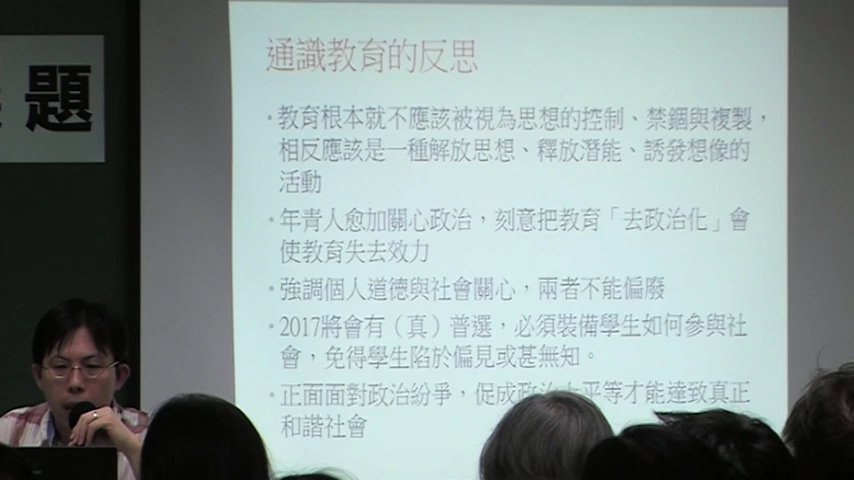 題
通識教育的反思
•教育根本就不應該被視為思想的控制、禁錮與複製，
相反應該是一種解放思想、釋放潛能、誘發想像的
活動
•年青人愈加關心政治，刻意把教育「去政治化」會
使教育失去效力
•強調個人道德與社會關心，兩者不能偏廢
•2017將會有（真）普選，必須裝備學生如何參與社
會，免得學生陷於偏見或甚無知。
•正面面對政治紛爭，促成政治上平等才能達致真正
和諧社會